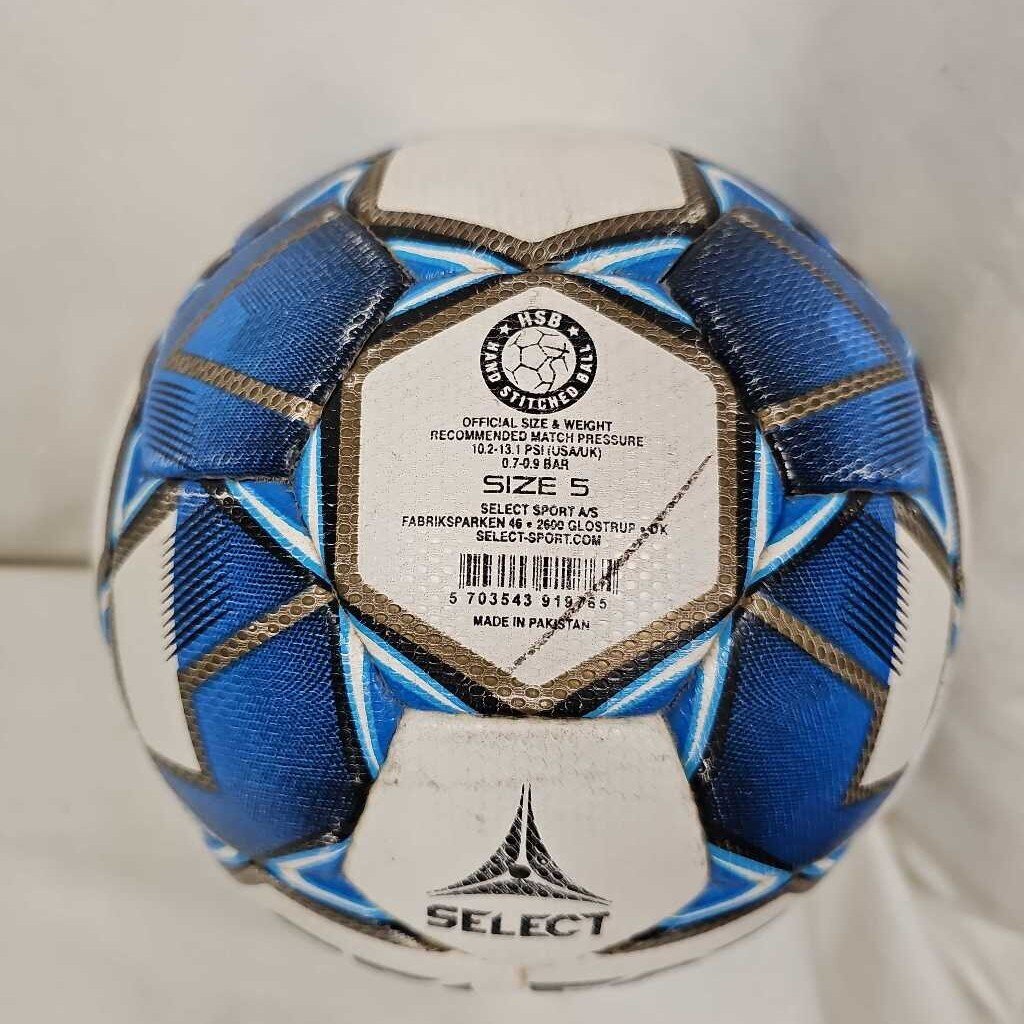 ★ HSB ★
HAND STITCHED BALL
OFFICIAL SIZE & WEIGHT
RECOMMENDED MATCH PRESSURE
10.2-13.1 PSI (USA/UK)
0.7-0.9 BAR
SIZE 5
SELECT SPORT A/S
FABRIKSPARKEN 46 • 2600 GLOSTRUP • DK
SELECT-SPORT.COM
5 703543 919765
MADE IN PAKISTAN
SELECT